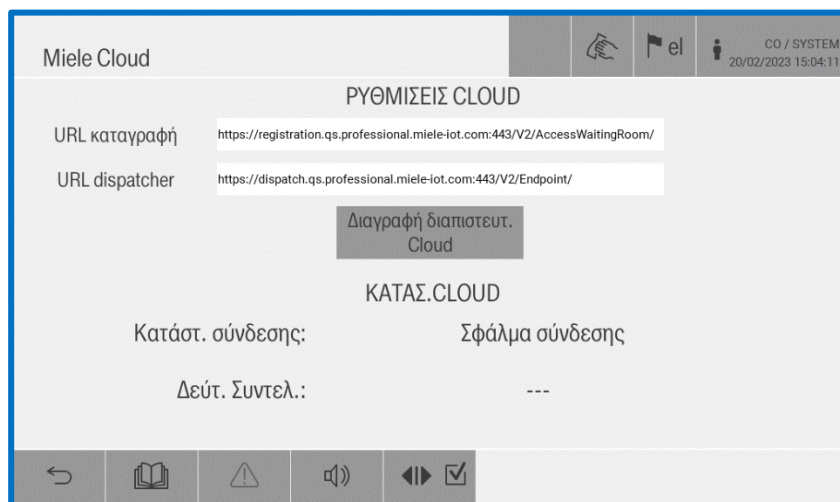 Miele Cloud
el
CO / SYSTEM
20/02/2023 15:04:11
ΡΥΘΜΙΣΕΙΣ CLOUD
URL καταγραφή https://registration.qs.professional.miele-iot.com:443/V2/AccessWaitingRoom/
URL dispatcher https://dispatch.qs.professional.miele-iot.com:443/V2/Endpoint/
Διαγραφή διαπιστευτ.
Cloud
ΚΑΤΑΣ.CLOUD
Κατάστ. σύνδεσης: Σφάλμα σύνδεσης
Δεύτ. Συντελ.: ---